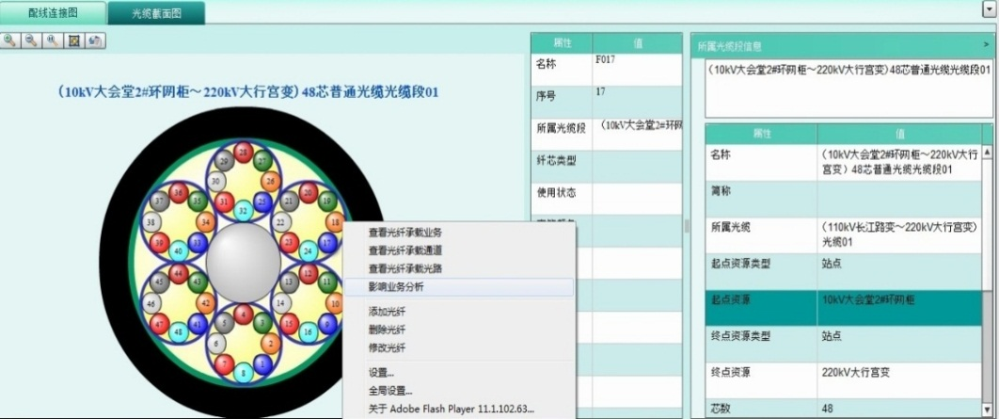 配线连接图
光缆截面图
(10kV大会堂2#环网柜～220kV大行宫变)48芯普通光缆光缆段01
28
29 27
30 26
31 25
32
36
37 35
38 34
39 33
40
20
21 19
22 18
23 17
24
44
45 43
46 42
47 41
48
12
13 11
14 10
15 9
16
4
5 3
6 2
7 1
8
查看光纤承载业务
查看光纤承载通道
查看光纤承载光路
影响业务分析
添加光纤
删除光纤
修改光纤
设置...
全局设置...
关于 Adobe Flash Player 11.1.102.63...
属性 值
名称 F017
序号 17
所属光缆段 (10kV大会堂2#环网
纤芯类型
使用状态
所属光缆段信息 >
(10kV大会堂2#环网柜～220kV大行宫变)48芯普通光缆光缆段01
属性 值
名称 (10kV大会堂2#环网柜～220kV大行
宫变)48芯普通光缆光缆段01
简称
所属光缆 (110kV长江路变～220kV大行宫变)
光缆01
起点资源类型 站点
起点资源 10kV大会堂2#环网柜
终点资源类型 站点
终点资源 220kV大行宫变
芯数 48